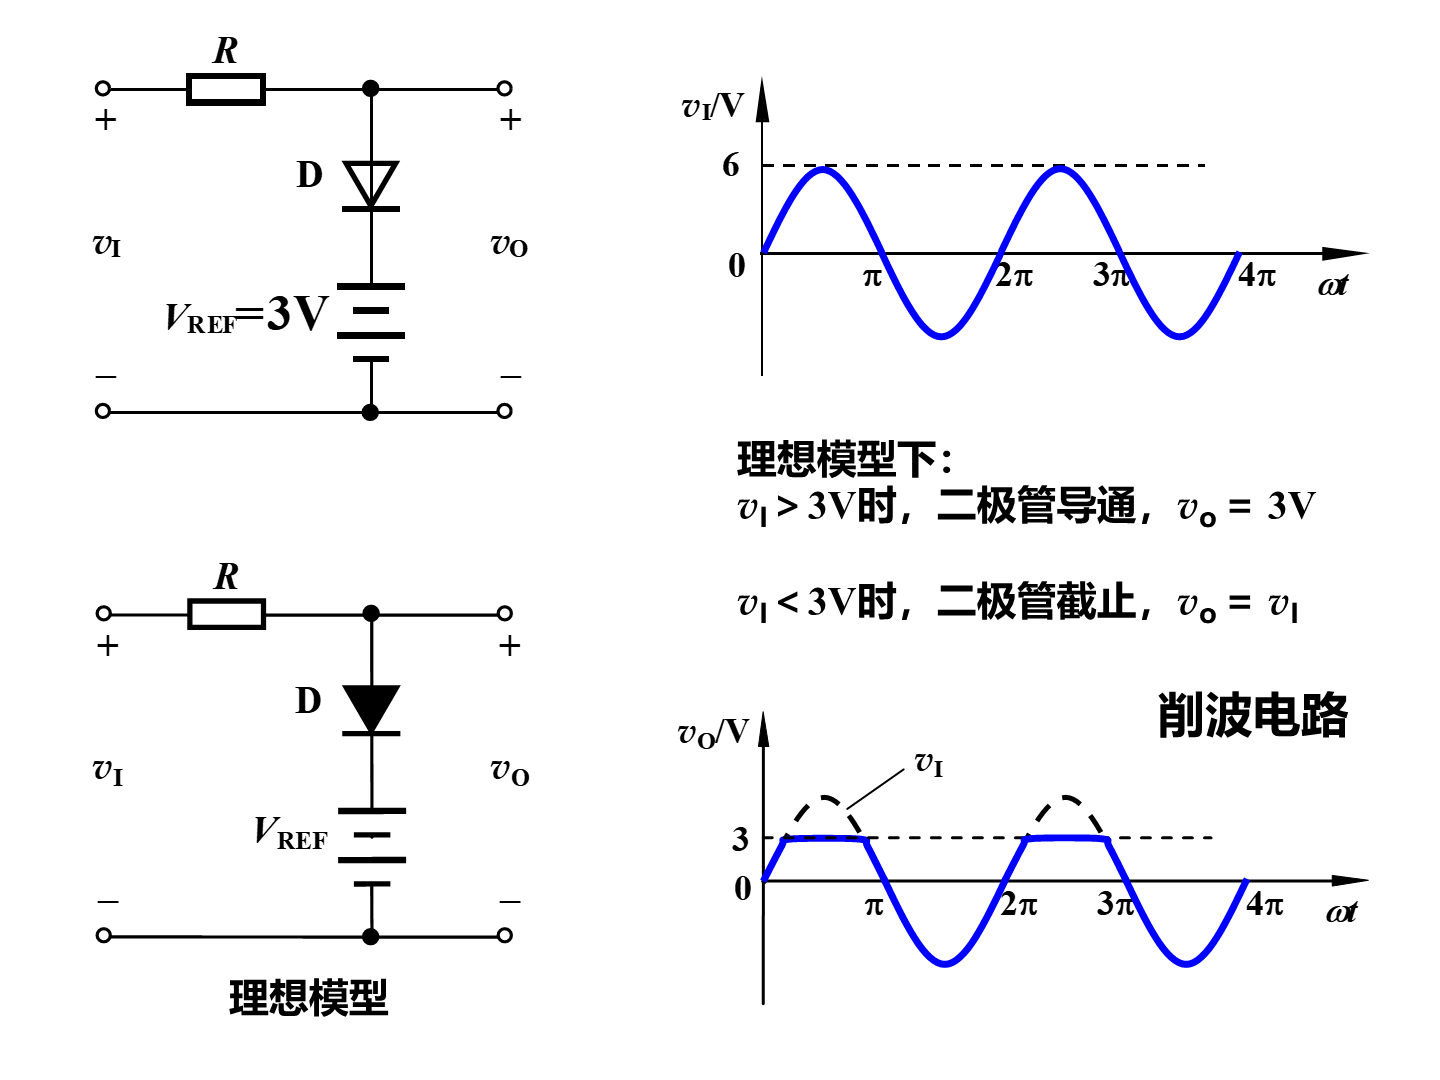 R
+ +
D
vI vO
VREF=3V
– –
vI/V
6
0 π 2π 3π 4π ωt
理想模型下：
vI > 3V时，二极管导通，vo = 3V
vI < 3V时，二极管截止，vo = vI
R
+ +
D
vI vO
VREF
– –
理想模型
削波电路
vO/V
vI
3
0 π 2π 3π 4π ωt